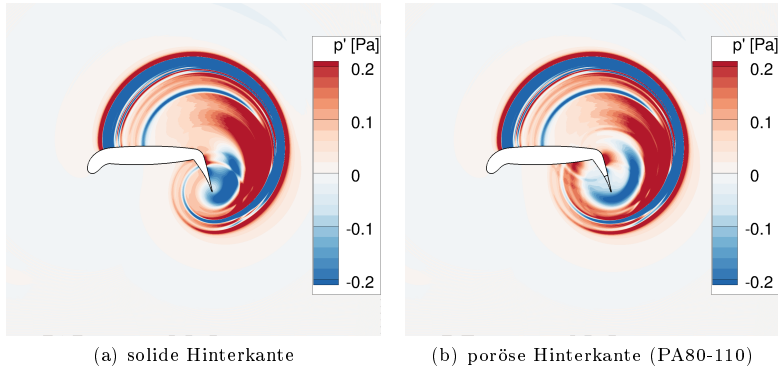 p' [Pa]
0.2
0.1
0
-0.1
-0.2
p' [Pa]
0.2
0.1
0
-0.1
-0.2
(a) solide Hinterkante
(b) poröse Hinterkante (PA80-110)